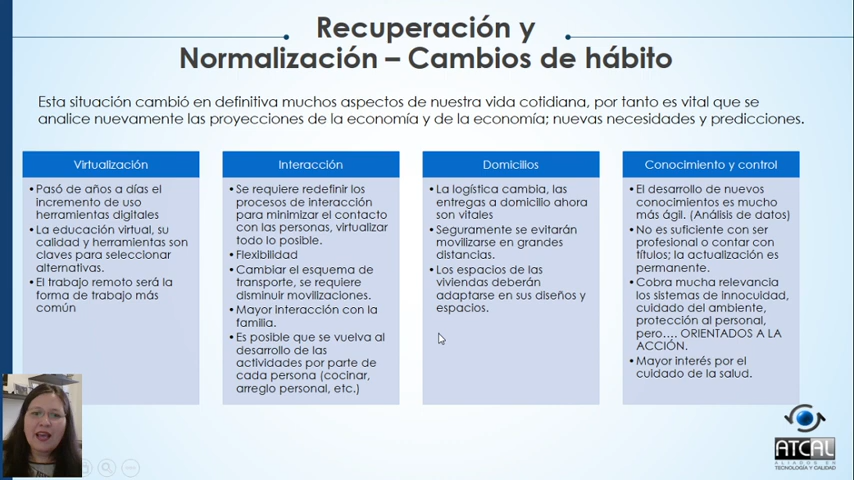 Recuperación y
Normalización – Cambios de hábito
Esta situación cambió en definitiva muchos aspectos de nuestra vida cotidiana, por tanto es vital que se
analice nuevamente las proyecciones de la economía y de la economía; nuevas necesidades y predicciones.
Virtualización
•Pasó de años a días el
incremento de uso
herramientas digitales
•La educación virtual, su
calidad y herramientas son
claves para seleccionar
alternativas.
•El trabajo remoto será la
forma de trabajo más
común
Interacción
•Se requiere redefinir los
procesos de interacción
para minimizar el contacto
con las personas, virtualizar
todo lo posible.
•Flexibilidad
•Cambiar el esquema de
transporte, se requiere
disminuir movilizaciones.
•Mayor interacción con la
familia.
•Es posible que se vuelva al
desarrollo de las
actividades por parte de
cada persona (cocinar,
arreglo personal, etc.)
Domicilios
•La logística cambia, las
entregas a domicilio ahora
son vitales
•Seguramente se evitarán
movilizarse en grandes
distancias.
•Los espacios de las
viviendas deberán
adaptarse en sus diseños y
espacios.
Conocimiento y control
•El desarrollo de nuevos
conocimientos es mucho
más ágil. (Análisis de datos)
•No es suficiente con ser
profesional o contar con
títulos; la actualización es
permanente.
•Cobra mucha relevancia
los sistemas de innocuidad,
cuidado del ambiente,
protección al personal,
pero…. ORIENTADOS A LA
ACCIÓN.
•Mayor interés por el
cuidado de la salud.
ATCAL
ALIADOS EN
TECNOLOGÍA Y CALIDAD